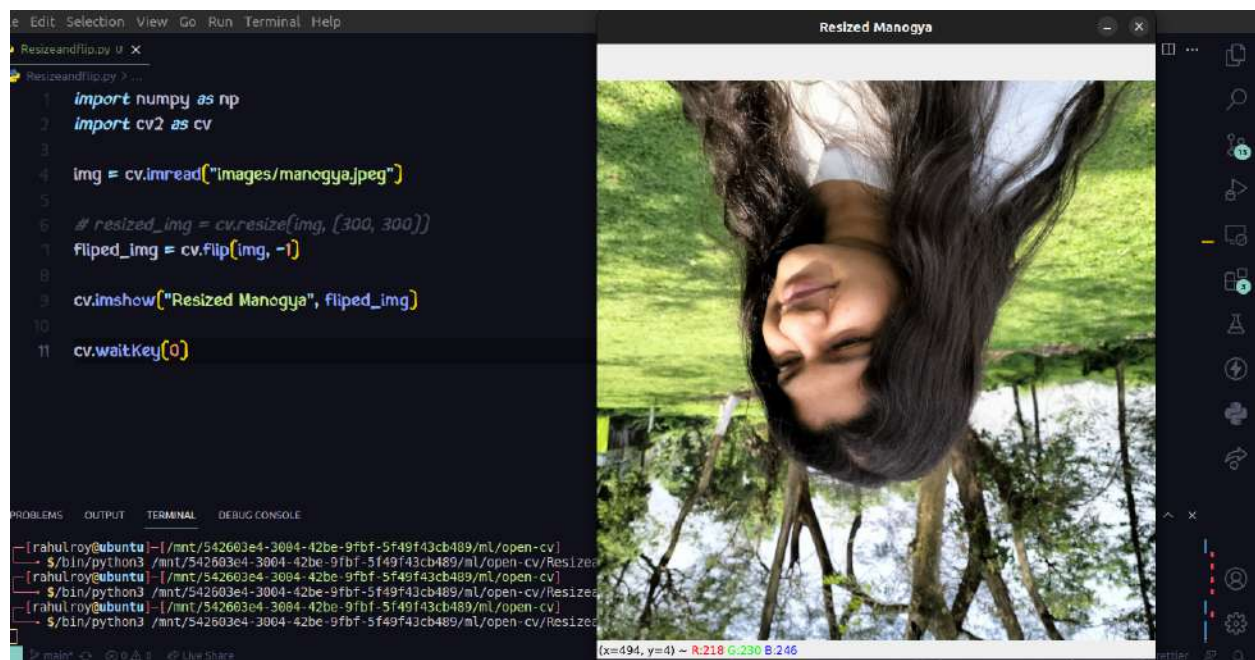 e Edit Selection View Go Run Terminal Help
Resizeandflip.py U ×
Resizeandflip.py > ...
1 import numpy as np
2 import cv2 as cv
3
4 img = cv.imread("images/manogya.jpeg")
5
6 # resized_img = cv.resize(img, (300, 300))
7 fliped_img = cv.flip(img, -1)
8
9 cv.imshow("Resized Manogya", fliped_img)
10
11 cv.waitKey(0)
Resized Manogya
15
3
PROBLEMS OUTPUT TERMINAL DEBUG CONSOLE
[rahulroy@ubuntu]-[/mnt/542603e4-3004-42be-9fbf-5f49f43cb489/ml/open-cv]
$/bin/python3 /mnt/542603e4-3004-42be-9fbf-5f49f43cb489/ml/open-cv/Resizea
[rahulroy@ubuntu]-[/mnt/542603e4-3004-42be-9fbf-5f49f43cb489/ml/open-cv]
$/bin/python3 /mnt/542603e4-3004-42be-9fbf-5f49f43cb489/ml/open-cv/Resizea
[rahulroy@ubuntu]-[/mnt/542603e4-3004-42be-9fbf-5f49f43cb489/ml/open-cv]
$/bin/python3 /mnt/542603e4-3004-42be-9fbf-5f49f43cb489/ml/open-cv/Resizea
(x=494, y=4) ~ R:218 G:230 B:246
main* Live Share
rettier